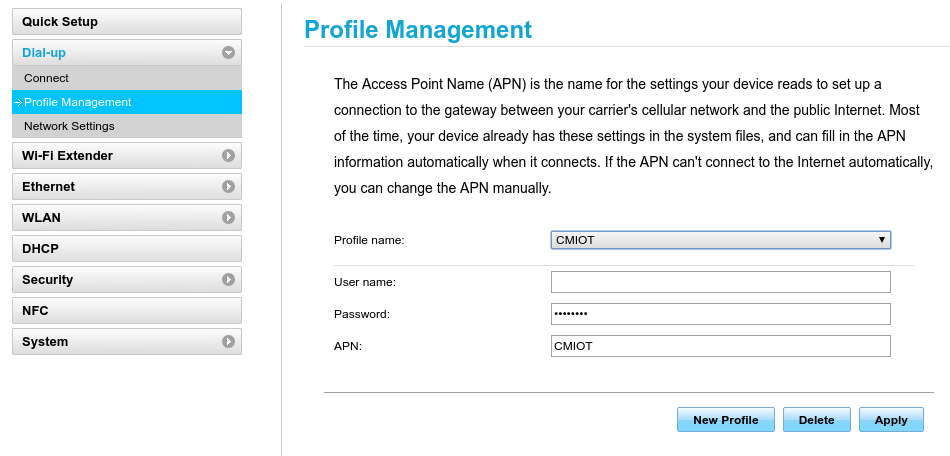 Quick Setup
Dial-up
Connect
Profile Management
Network Settings
Wi-Fi Extender
Ethernet
WLAN
DHCP
Security
NFC
System
Profile Management
The Access Point Name (APN) is the name for the settings your device reads to set up a
connection to the gateway between your carrier's cellular network and the public Internet. Most
of the time, your device already has these settings in the system files, and can fill in the APN
information automatically when it connects. If the APN can't connect to the Internet automatically,
you can change the APN manually.
Profile name: CMIOT
User name:
Password: ••••••••
APN: CMIOT
New Profile Delete Apply